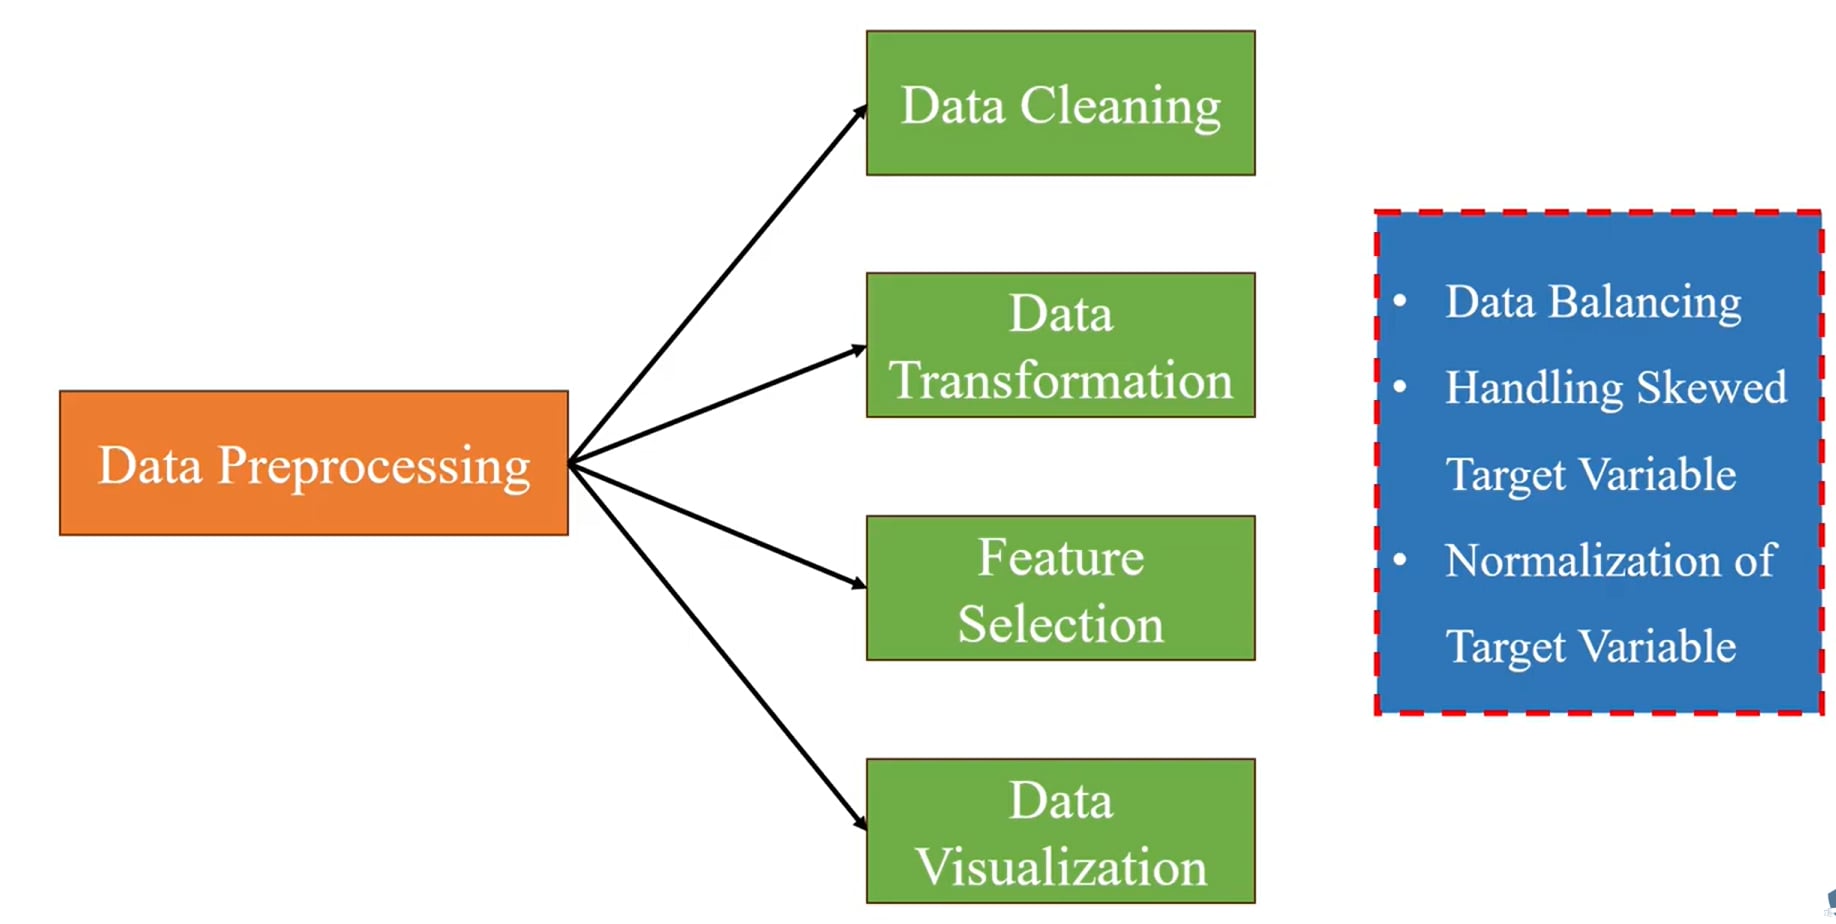 Data Cleaning
Data
Transformation
Data Preprocessing
Feature
Selection
Data
Visualization
• Data Balancing
• Handling Skewed
Target Variable
• Normalization of
Target Variable